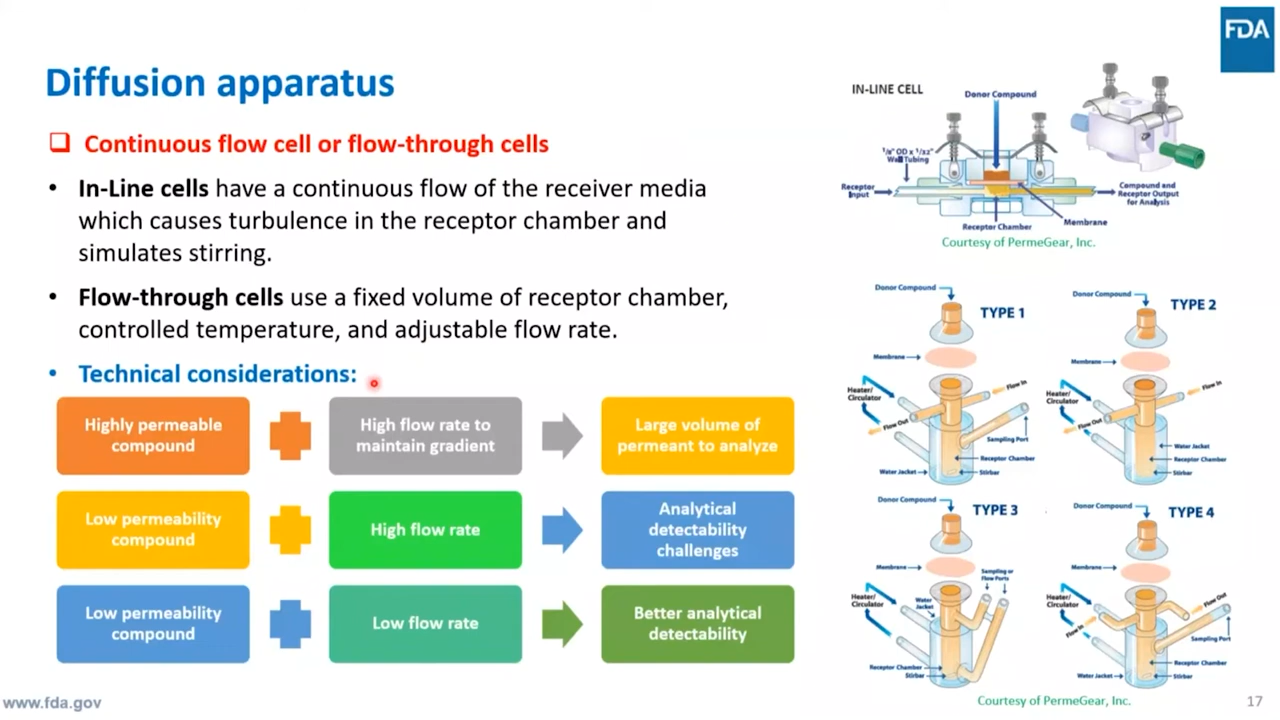 FDA
Diffusion apparatus
Continuous flow cell or flow-through cells
• In-Line cells have a continuous flow of the receiver media
which causes turbulence in the receptor chamber and
simulates stirring.
• Flow-through cells use a fixed volume of receptor chamber,
controlled temperature, and adjustable flow rate.
• Technical considerations:
Highly permeable
compound
High flow rate to
maintain gradient
Large volume of
permeant to analyze
Low permeability
compound
High flow rate
Analytical
detectability
challenges
Low permeability
compound
Low flow rate
Better analytical
detectability
IN-LINE CELL
Donor Compound
1/8" OD x 1/32"
Wall Tubing
Receptor
Input
Compound and
Receptor Output
for Analysis
Membrane
Receptor Chamber
Courtesy of PermeGear, Inc.
Donor Compound
TYPE 1
Membrane
Heater/
Circulator
Flow In
Flow Out
Sampling Port
Receptor Chamber
Water Jacket
Stirbar
Donor Compound
TYPE 2
Membrane
Heater/
Circulator
Flow In
Flow Out
Water Jacket
Receptor Chamber
Stirbar
Donor Compound
TYPE 3
Membrane
Sampling or
Flow Ports
Heater/
Circulator
Water
Jacket
Receptor Chamber
Stirbar
Donor Compound
TYPE 4
Membrane
Heater/
Circulator
Flow Out
Flow In
Sampling Port
Receptor Chamber
Water Jacket
Stirbar
Courtesy of PermeGear, Inc.
www.fda.gov
17